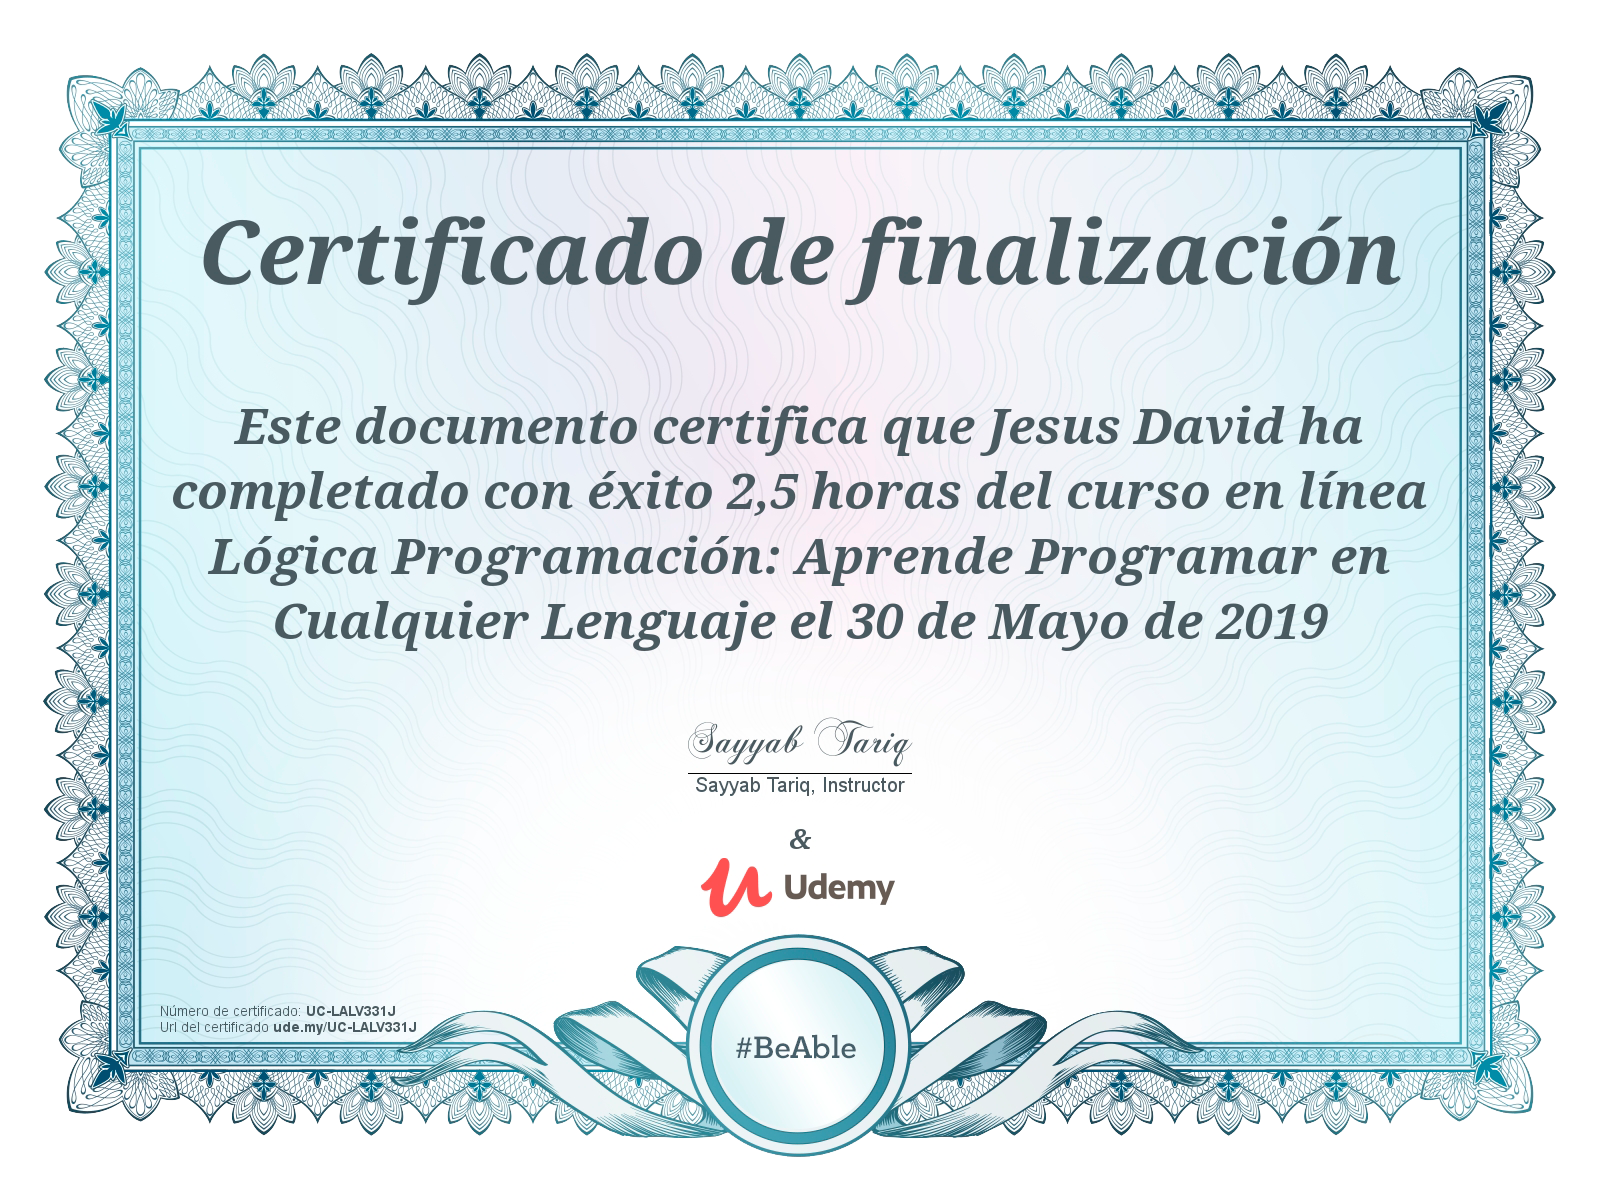 Certificado de finalización
Este documento certifica que Jesus David ha
completado con éxito 2,5 horas del curso en línea
Lógica Programación: Aprende Programar en
Cualquier Lenguaje el 30 de Mayo de 2019
Sayyab Tariq
Sayyab Tariq, Instructor
&
Udemy
Número de certificado: UC-LALV331J
Url del certificado ude.my/UC-LALV331J
#BeAble